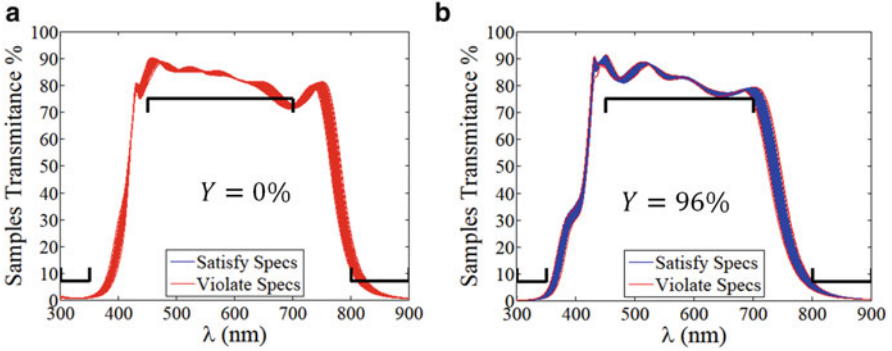 a
Samples Transmitance %
100
90
80
70
60
50
40
30
20
10
0
Y = 0%
Satisfy Specs
Violate Specs
300 400 500 600 700 800 900
λ (nm)
b
Samples Transmitance %
100
90
80
70
60
50
40
30
20
10
0
Y = 96%
Satisfy Specs
Violate Specs
300 400 500 600 700 800 900
λ (nm)